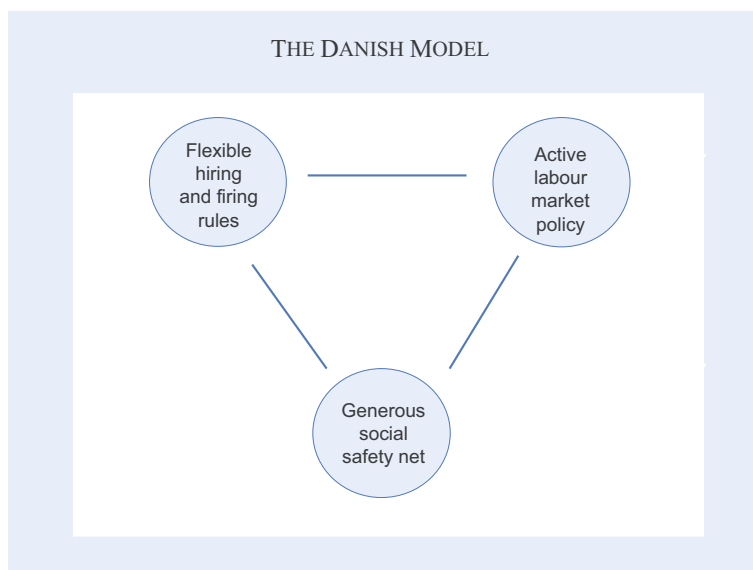 THE DANISH MODEL
Flexible
hiring
and firing
rules
Active
labour
market
policy
Generous
social
safety net